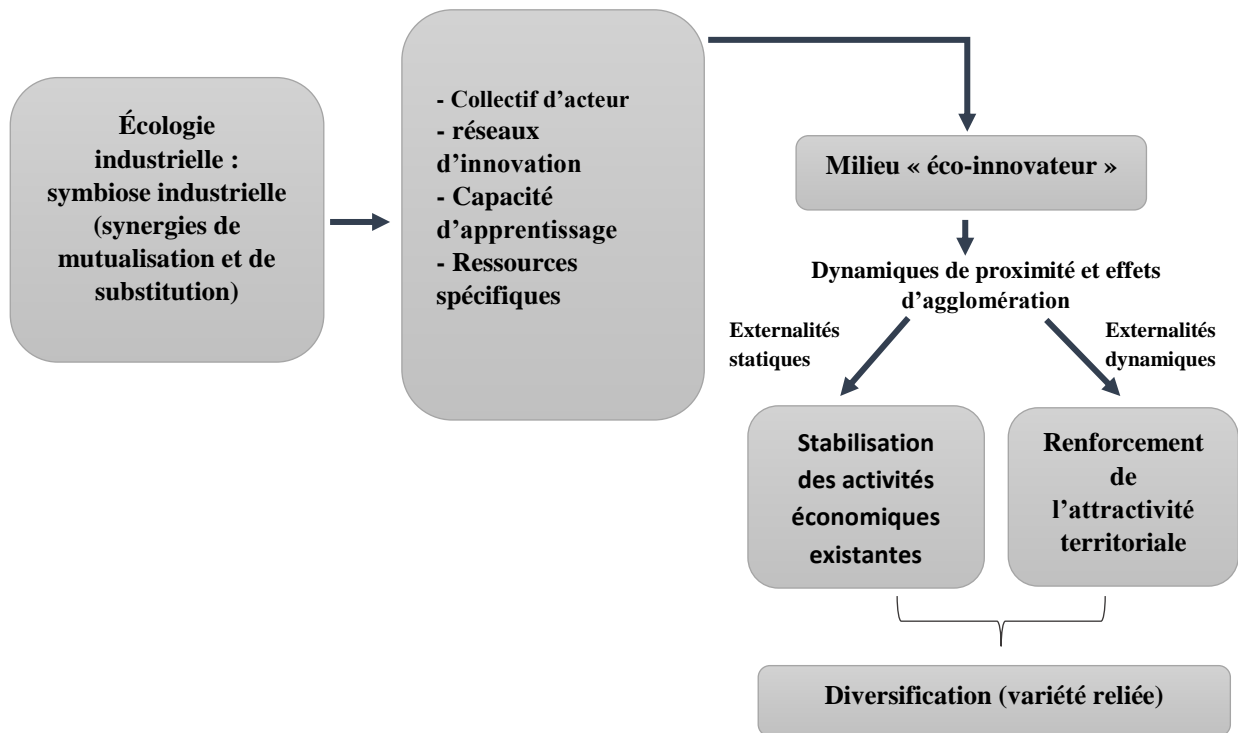 Écologie
industrielle :
symbiose industrielle
(synergies de
mutualisation et de
substitution)
- Collectif d’acteur
- réseaux
d’innovation
- Capacité
d’apprentissage
- Ressources
spécifiques
Milieu « éco-innovateur »
Dynamiques de proximité et effets
d’agglomération
Externalités
statiques
Externalités
dynamiques
Stabilisation
des activités
économiques
existantes
Renforcement
de
l’attractivité
territoriale
Diversification (variété reliée)